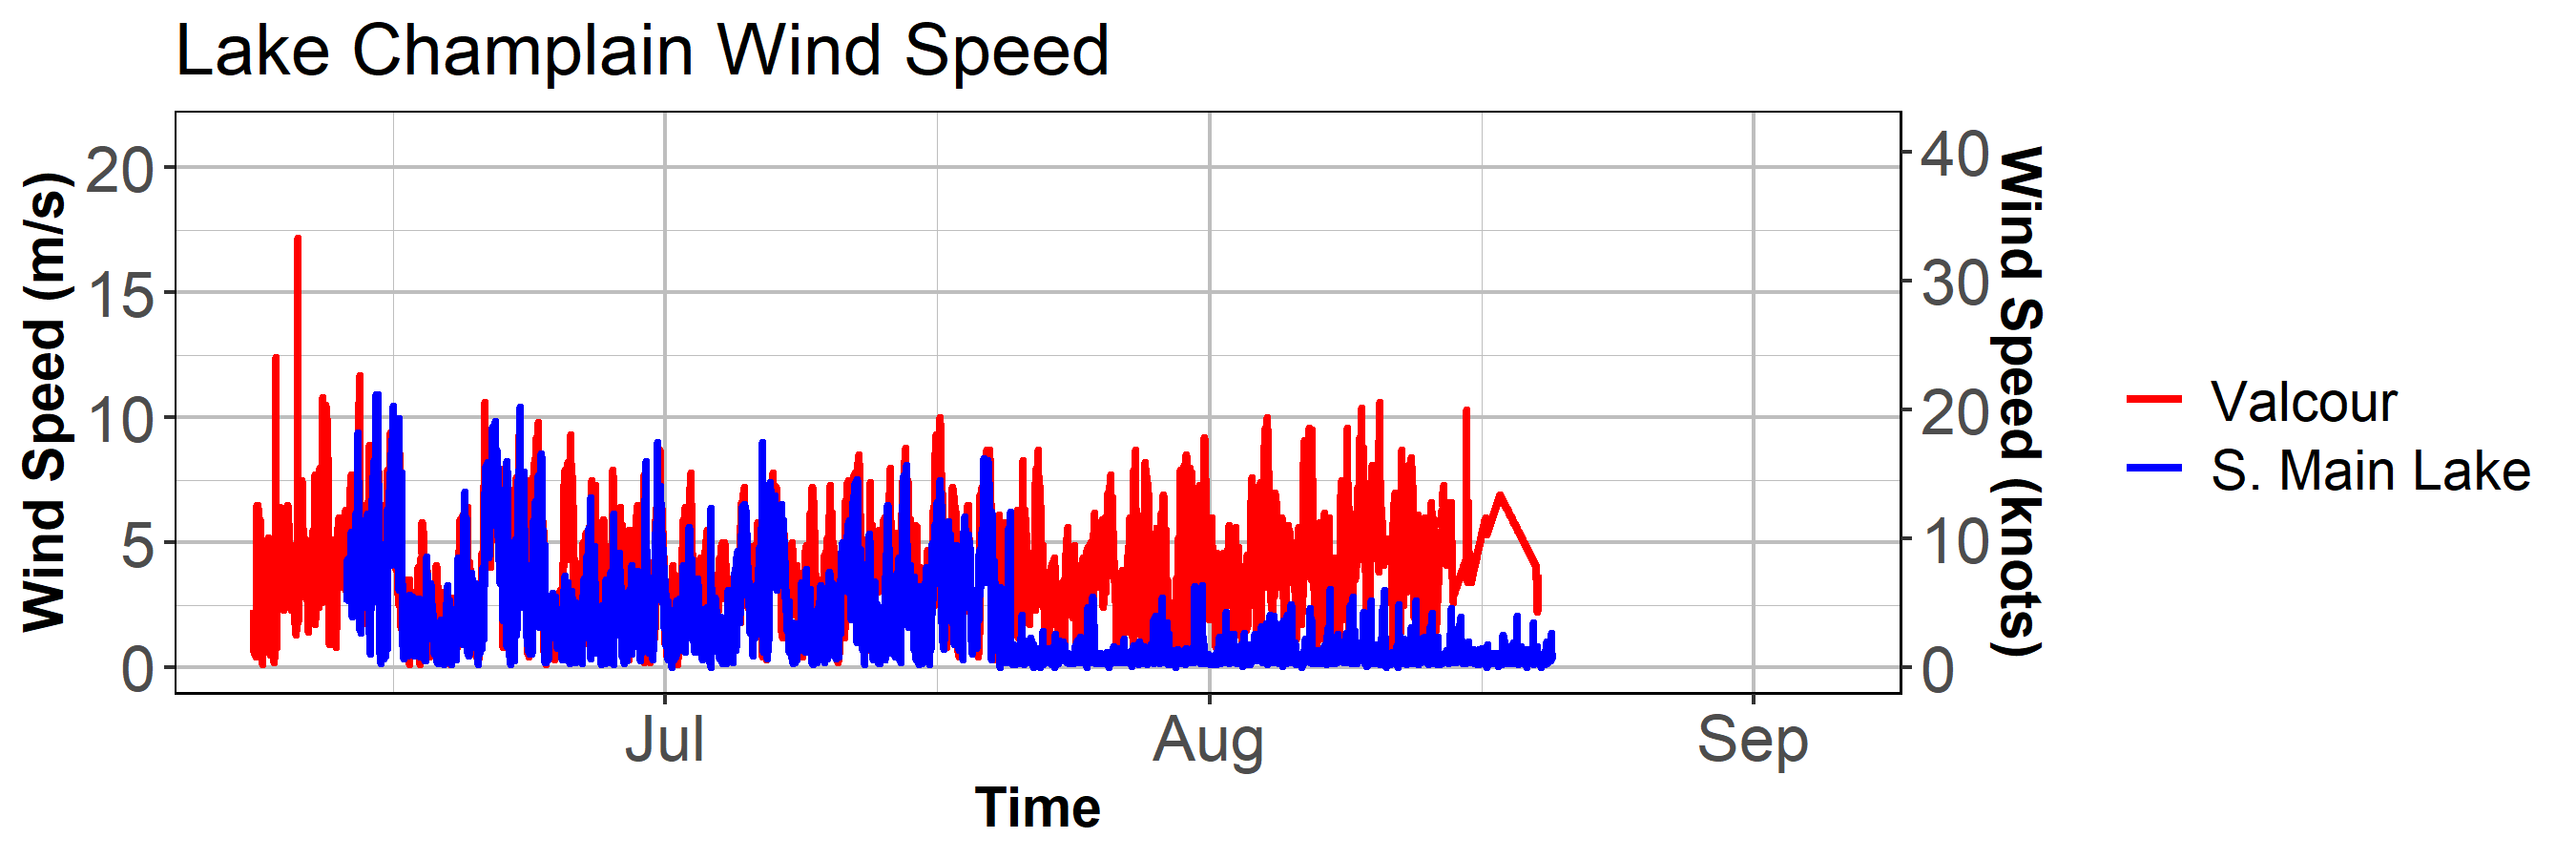 Lake Champlain Wind Speed
Wind Speed (m/s)
20
15
10
5
0
40
30
20
10
0
Wind Speed (knots)
Jul
Aug
Sep
Time
Valcour
S. Main Lake